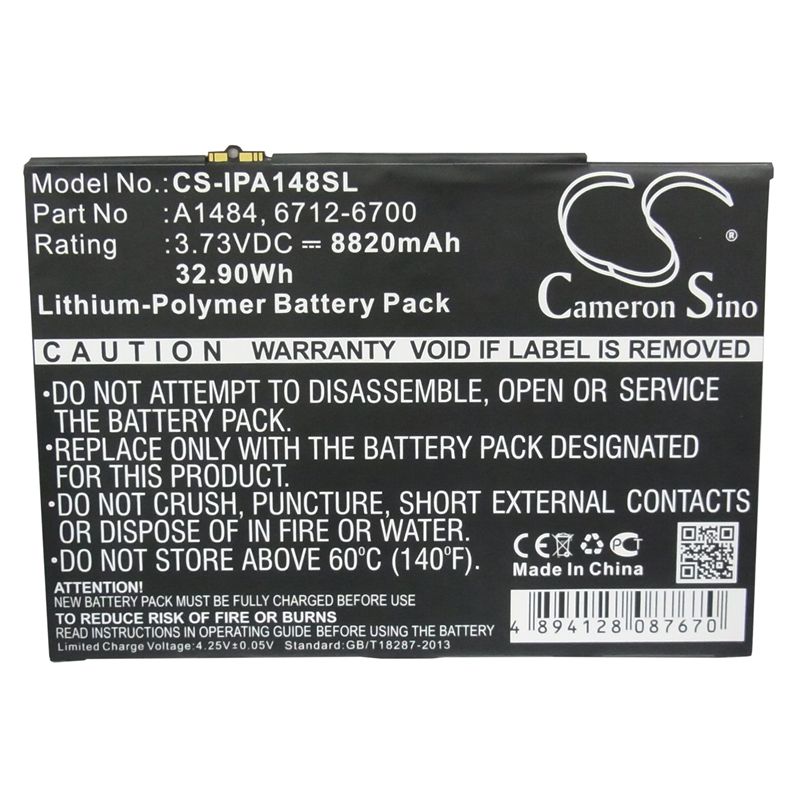 Model No.: CS-IPA148SL
Part No : A1484, 6712-6700
Rating : 3.73VDC ⎓ 8820mAh
32.90Wh
Lithium-Polymer Battery Pack
CS ®
Cameron Sino
CAUTION WARRANTY VOID IF LABEL IS REMOVED
•DO NOT ATTEMPT TO DISASSEMBLE, OPEN OR SERVICE
THE BATTERY PACK.
•REPLACE ONLY WITH THE BATTERY PACK DESIGNATED
FOR THIS PRODUCT.
•DO NOT CRUSH, PUNCTURE, SHORT EXTERNAL CONTACTS
OR DISPOSE OF IN FIRE OR WATER.
•DO NOT STORE ABOVE 60°C (140°F).
CE FC
Made In China
ATTENTION!
NEW BATTERY PACK MUST BE FULLY CHARGED BEFORE USE
TO REDUCE RISK OF FIRE OR BURNS
READ INSTRUCTIONS IN OPERATING GUIDE BEFORE USING THE BATTERY
Limited Charge Voltage:4.25V±0.05V Standard:GB/T18287-2013
4 894128 087670